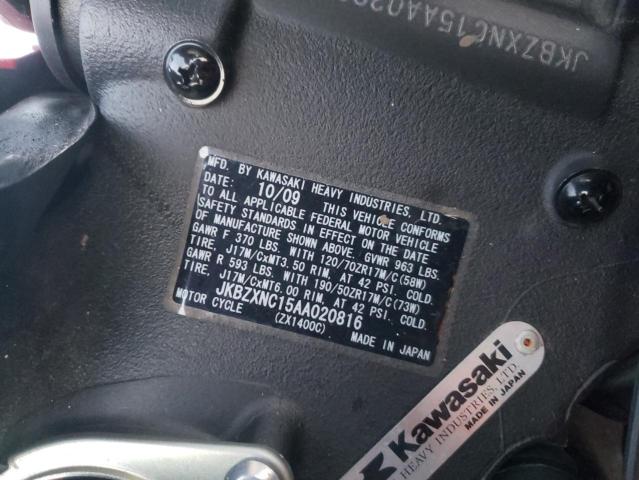 JKBZXNC15AA020
MFD. BY KAWASAKI HEAVY INDUSTRIES, LTD.
DATE: 10/09 THIS VEHICLE CONFORMS
TO ALL APPLICABLE FEDERAL MOTOR VEHICLE
SAFETY STANDARDS IN EFFECT ON THE DATE
OF MANUFACTURE SHOWN ABOVE. GVWR 963 LBS.
GAWR F 370 LBS. WITH 120/70ZR17M/C(58W)
TIRE, J17M/CxMT3.50 RIM, AT 42 PSI. COLD.
GAWR R 593 LBS. WITH 190/50ZR17M/C(73W)
TIRE, J17M/CxMT6.00 RIM, AT 42 PSI. COLD.
JKBZXNC15AA020816
MOTOR CYCLE (ZX1400C) MADE IN JAPAN
Kawasaki
HEAVY INDUSTRIES, LTD.
MADE IN JAPAN